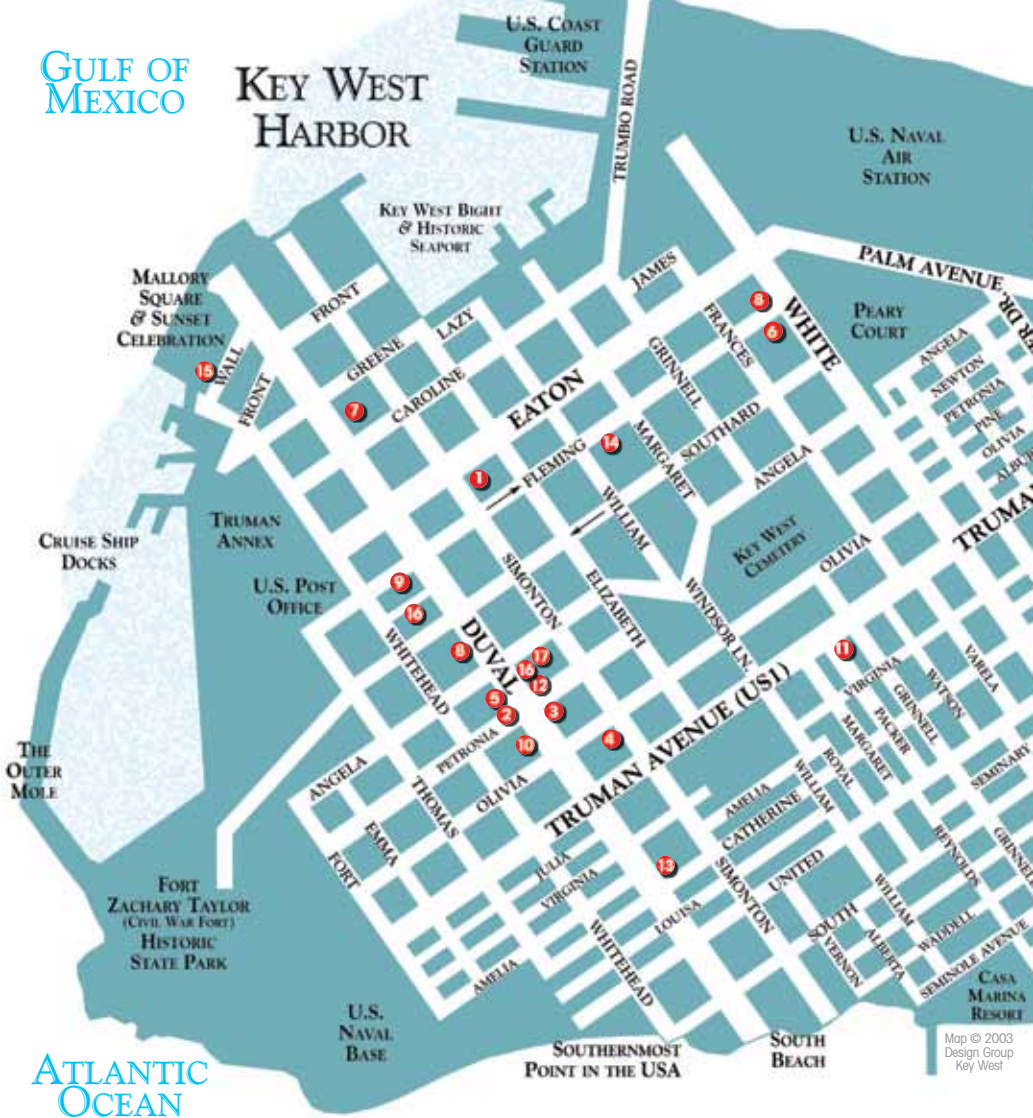 GULF OF
MEXICO
KEY WEST
HARBOR
U.S. COAST
GUARD
STATION
TRUMBO ROAD
U.S. NAVAL
AIR
STATION
KEY WEST BIGHT
& HISTORIC
SEAPORT
MALLORY
SQUARE
& SUNSET
CELEBRATION
PALM AVENUE
ER DR.
PEARY
COURT
JAMES
FRONT
LAZY
GREENE
CAROLINE
WALL
FRONT
EATON
WHITE
FRANCES
GRINNELL
MARGARET
SOUTHARD
ANGELA
FLEMING
WILLIAM
ANGELA
NEWTON
PETRONIA
PINE
OLIVIA
ALBUR
TRUMA
8
6
15
7
14
1
CRUISE SHIP
DOCKS
TRUMAN
ANNEX
U.S. POST
OFFICE
KEY WEST
CEMETERY
OLIVIA
SIMONTON
ELIZABETH
WINDSOR LN.
DUVAL
WHITEHEAD
9
16
8
17
16
12
5
2
3
10
4
11
TRUMAN AVENUE (US1)
VIRGINIA
VARELA
WATSON
GRINNELL
PACKER
MARGARET
ROYAL
WILLIAM
SEMINARY
THE
OUTER
MOLE
ANGELA
PETRONIA
OLIVIA
THOMAS
EMMA
FORT
JULIA
VIRGINIA
AMELIA
CATHERINE
13
UNITED
SIMONTON
LOUISA
WHITEHEAD
AMELIA
SOUTH
VERNON
ALBERTA
WILLIAM
WADDELL
REYNOLDS
GRINNE
SEMINOLE AVENUE
FORT
ZACHARY TAYLOR
(CIVIL WAR FORT)
HISTORIC
STATE PARK
U.S.
NAVAL
BASE
SOUTHERNMOST
POINT IN THE USA
SOUTH
BEACH
CASA
MARINA
RESORT
Map © 2003
Design Group
Key West
ATLANTIC
OCEAN